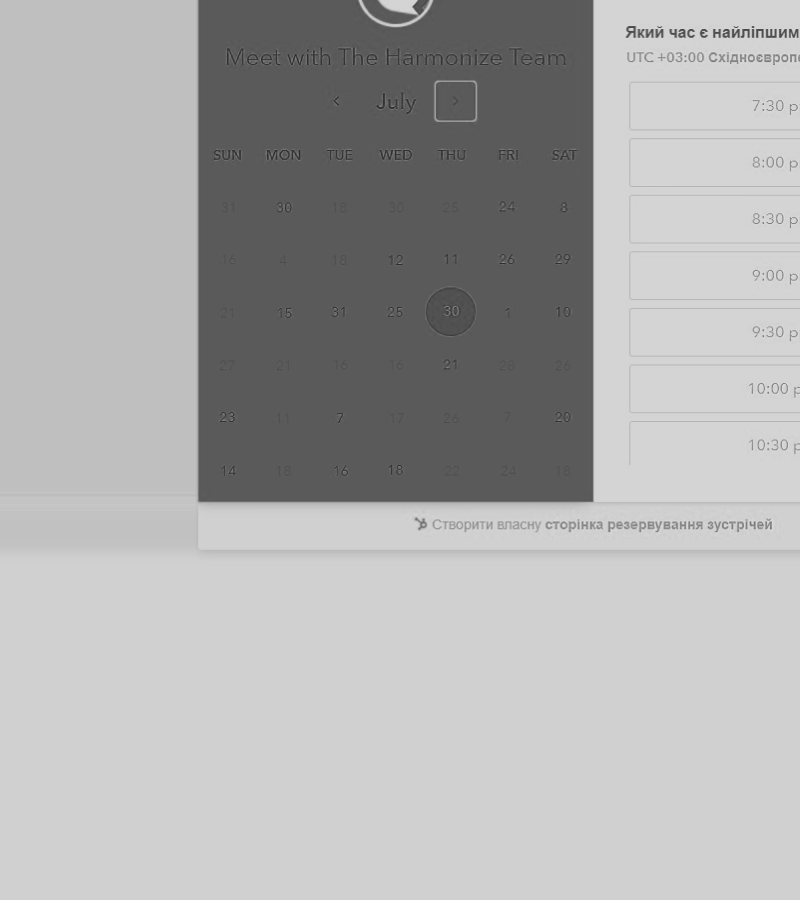 Meet with The Harmonize Team
July
SUN MON TUE WED THU FRI SAT
31 30 18 30 25 24 8
16 4 18 12 11 26 29
21 15 31 25 30 1 10
27 21 16 16 21 28 26
23 11 7 17 26 7 20
14 18 16 18 22 24 18
Який час є найліпшим
UTC +03:00 Східноєвропе
7:30 p
8:00 p
8:30 p
9:00 p
9:30 p
10:00 p
10:30 p
Створити власну сторінка резервування зустрічей